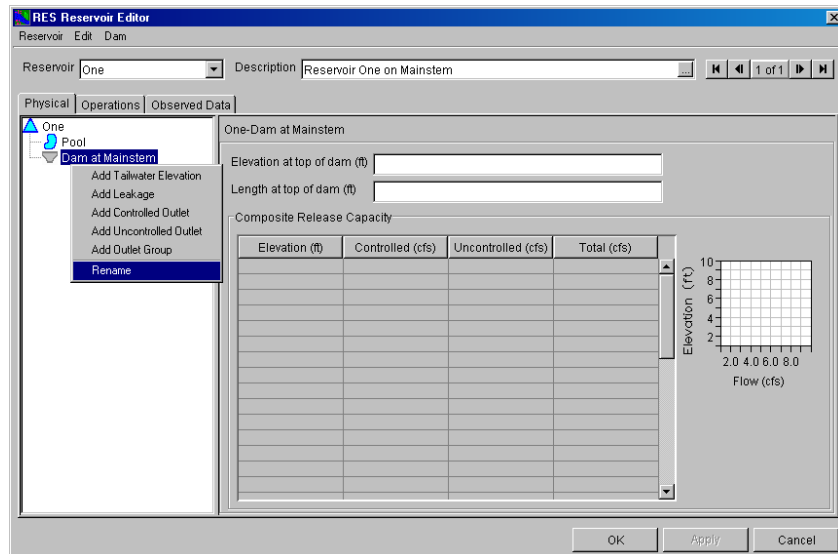 RES Reservoir Editor
Reservoir Edit Dam
Reservoir One Description Reservoir One on Mainstem ... 1 of 1
Physical Operations Observed Data
One
Pool
Dam at Mainstem
Add Tailwater Elevation
Add Leakage
Add Controlled Outlet
Add Uncontrolled Outlet
Add Outlet Group
Rename
One-Dam at Mainstem
Elevation at top of dam (ft)
Length at top of dam (ft)
Composite Release Capacity
Elevation (ft) Controlled (cfs) Uncontrolled (cfs) Total (cfs)
Elevation (ft)
10
8
6
4
2
2.0 4.0 6.0 8.0
Flow (cfs)
OK Apply Cancel